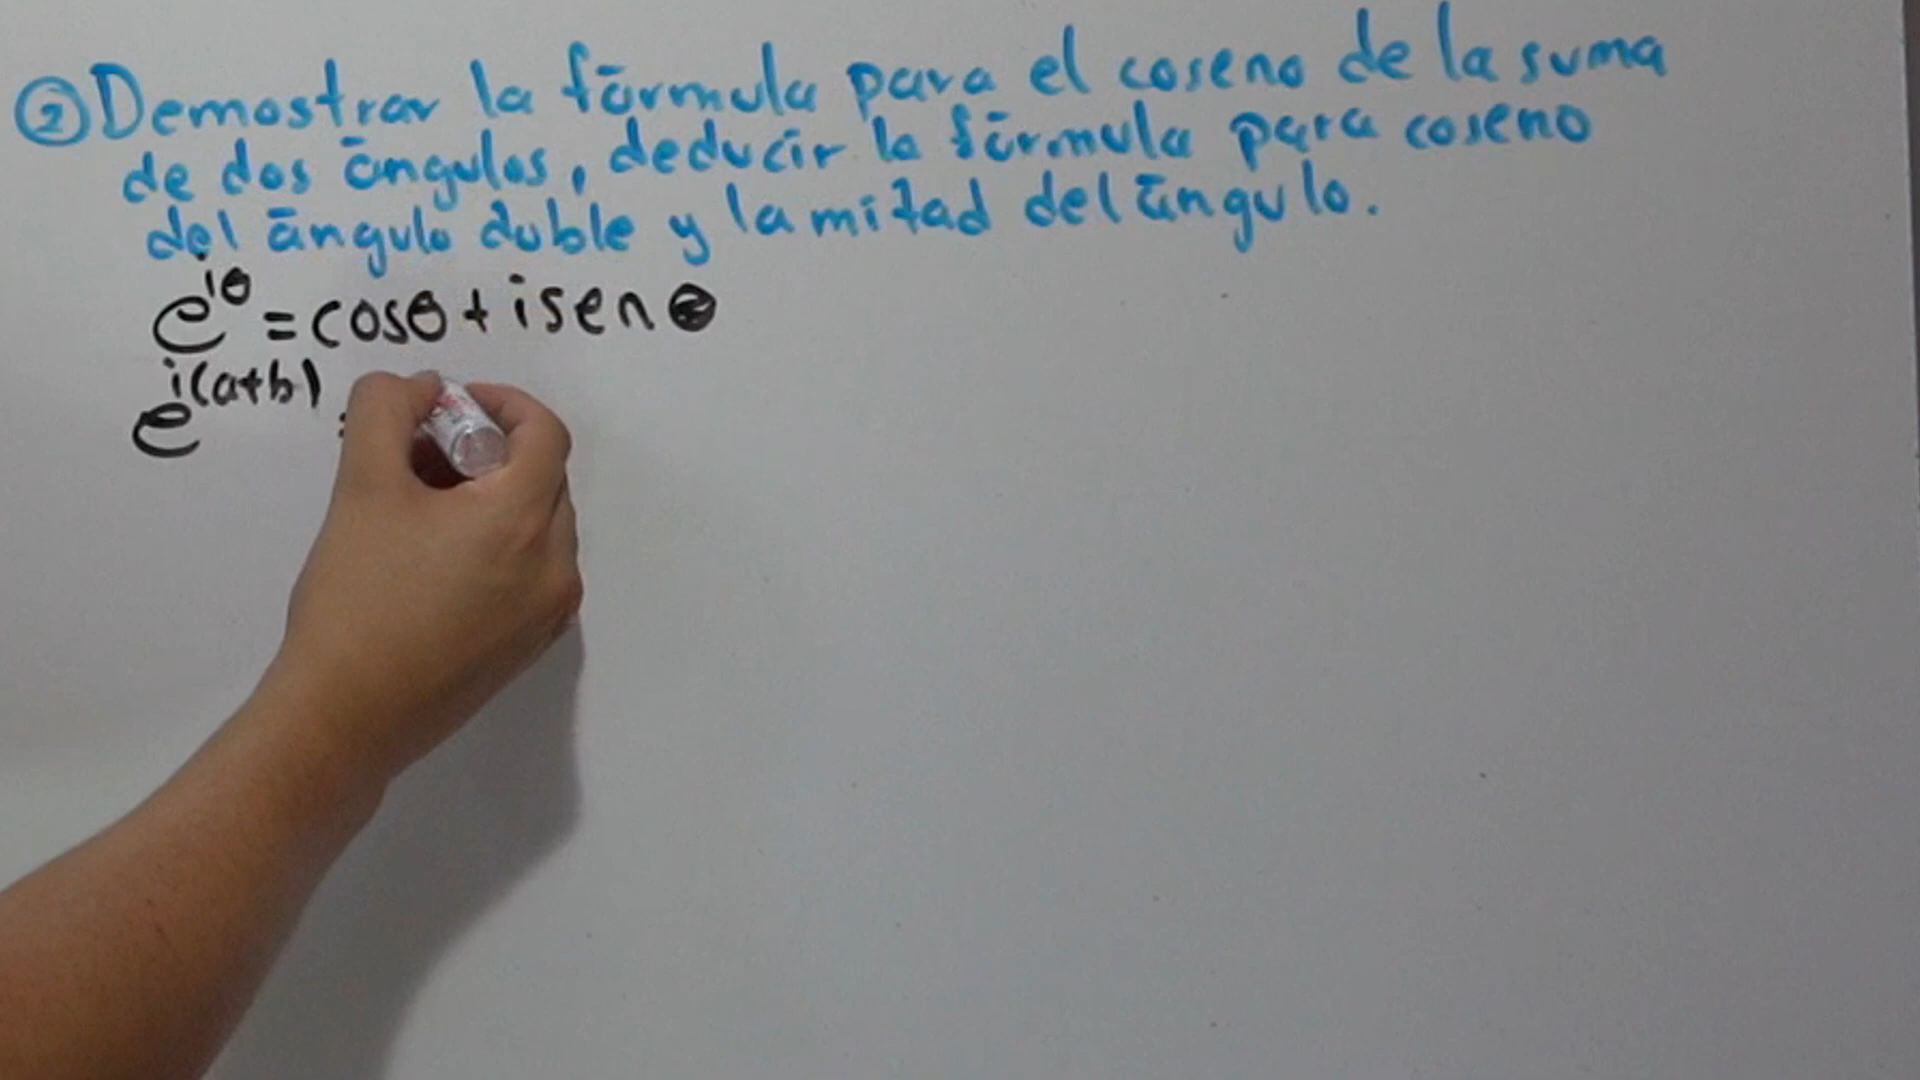 ② Demostrar la fórmula para el coseno de la suma
de dos ángulos, deducir la fórmula para coseno
del ángulo doble y la mitad del ángulo.
e^{iθ} = cosθ + i sen θ
e^{i(a+b)} =